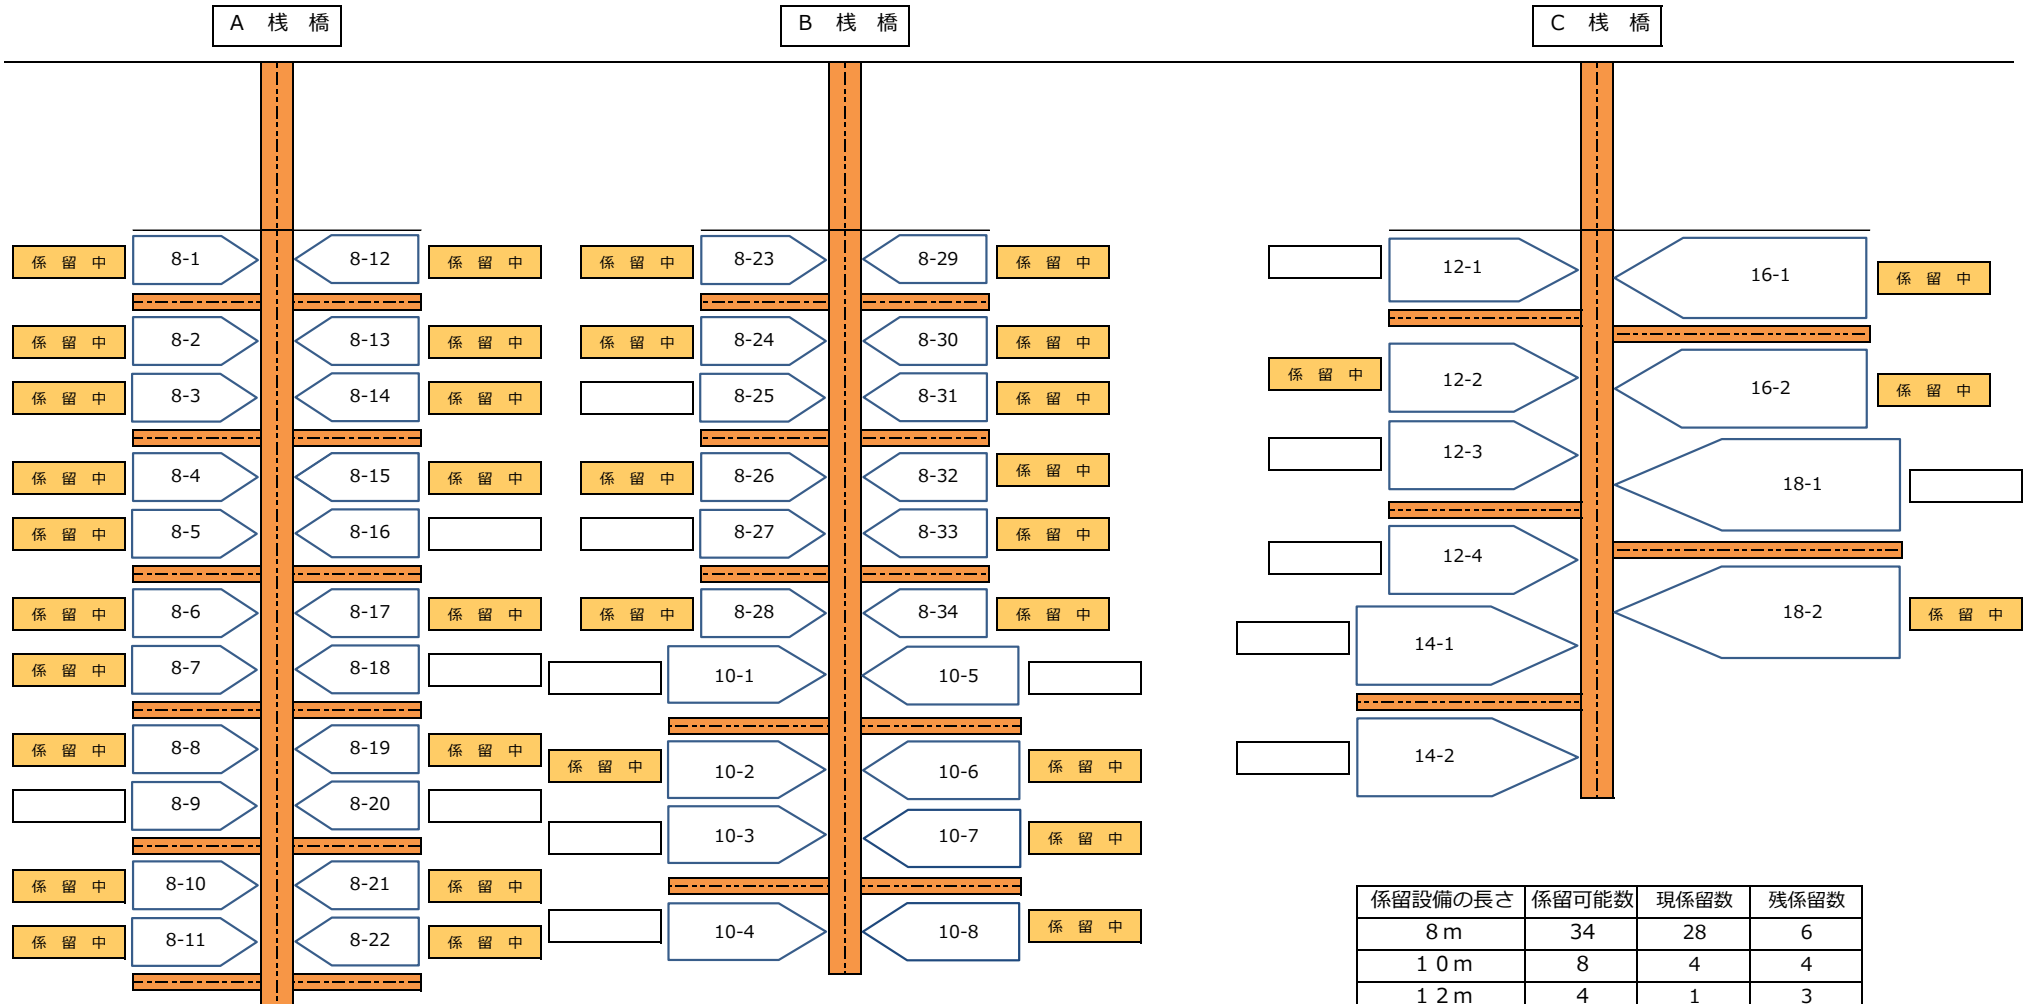 A 桟 橋
B 桟 橋
C 桟 橋
係 留 中 8-1 8-12 係 留 中
係 留 中 8-2 8-13 係 留 中
係 留 中 8-3 8-14 係 留 中
係 留 中 8-4 8-15 係 留 中
係 留 中 8-5 8-16
係 留 中 8-6 8-17 係 留 中
係 留 中 8-7 8-18
係 留 中 8-8 8-19 係 留 中
8-9 8-20
係 留 中 8-10 8-21 係 留 中
係 留 中 8-11 8-22 係 留 中
係 留 中 8-23 8-29 係 留 中
係 留 中 8-24 8-30 係 留 中
8-25 8-31 係 留 中
係 留 中 8-26 8-32 係 留 中
8-27 8-33 係 留 中
係 留 中 8-28 8-34 係 留 中
10-1 10-5
係 留 中 10-2 10-6 係 留 中
10-3 10-7 係 留 中
10-4 10-8 係 留 中
12-1 16-1 係 留 中
係 留 中 12-2 16-2 係 留 中
12-3 18-1
12-4 18-2 係 留 中
14-1
14-2
係留設備の長さ 係留可能数 現係留数 残係留数
8ｍ 34 28 6
１０ｍ 8 4 4
１２ｍ 4 1 3